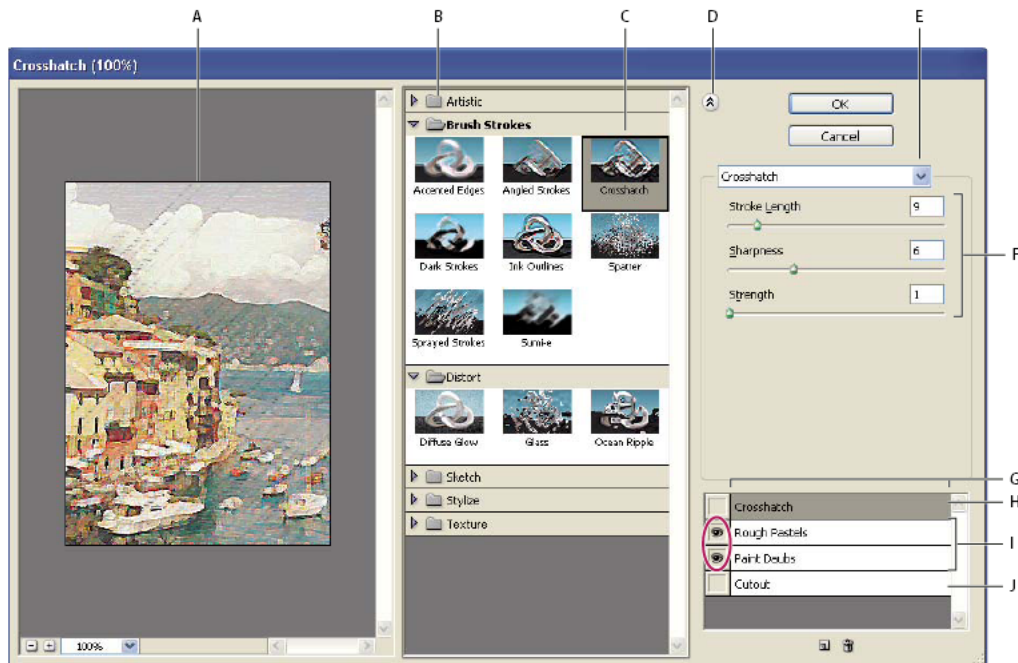 A B C D E
Crosshatch (100%)
Artistic
Brush Strokes
Accented Edges Angled Strokes Crosshatch
Dark Strokes Ink Outlines Spatter
Sprayed Strokes Sumi-e
Distort
Diffuse Glow Glass Ocean Ripple
Sketch
Stylize
Texture
100%
OK
Cancel
Crosshatch
Stroke Length 9
Sharpness 6
Strength 1
F
G
Crosshatch H
Rough Pastels
I
Paint Daubs
Cutout J